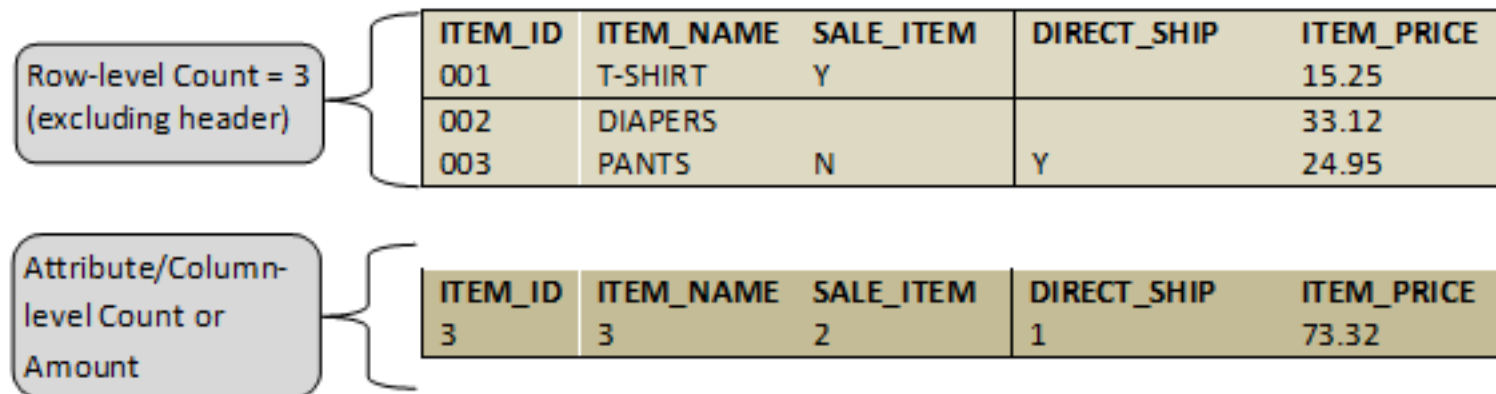 Row-level Count = 3
(excluding header)
ITEM_ID ITEM_NAME SALE_ITEM DIRECT_SHIP ITEM_PRICE
001 T-SHIRT Y 15.25
002 DIAPERS 33.12
003 PANTS N Y 24.95
Attribute/Column-
level Count or
Amount
ITEM_ID ITEM_NAME SALE_ITEM DIRECT_SHIP ITEM_PRICE
3 3 2 1 73.32